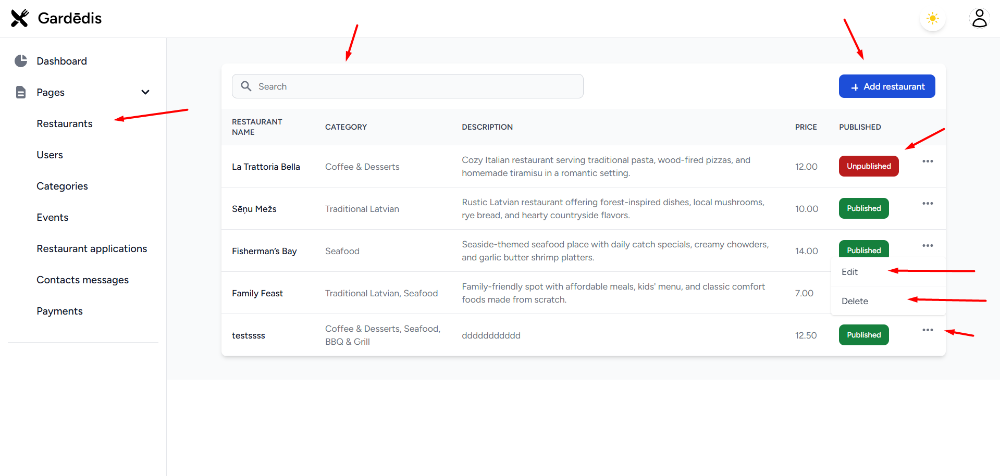 Gardēdis
Dashboard
Pages
Restaurants
Users
Categories
Events
Restaurant applications
Contacts messages
Payments
Search
+ Add restaurant
RESTAURANT
NAME
CATEGORY
DESCRIPTION
PRICE
PUBLISHED
La Trattoria Bella
Coffee & Desserts
Cozy Italian restaurant serving traditional pasta, wood-fired pizzas, and
homemade tiramisu in a romantic setting.
12.00
Unpublished
Sēņu Mežs
Traditional Latvian
Rustic Latvian restaurant offering forest-inspired dishes, local mushrooms,
rye bread, and hearty countryside flavors.
10.00
Published
Fisherman’s Bay
Seafood
Seaside-themed seafood place with daily catch specials, creamy chowders,
and garlic butter shrimp platters.
14.00
Published
Edit
Delete
Family Feast
Traditional Latvian, Seafood
Family-friendly spot with affordable meals, kids' menu, and classic comfort
foods made from scratch.
7.00
testssss
Coffee & Desserts, Seafood,
BBQ & Grill
ddddddddddd
12.50
Published